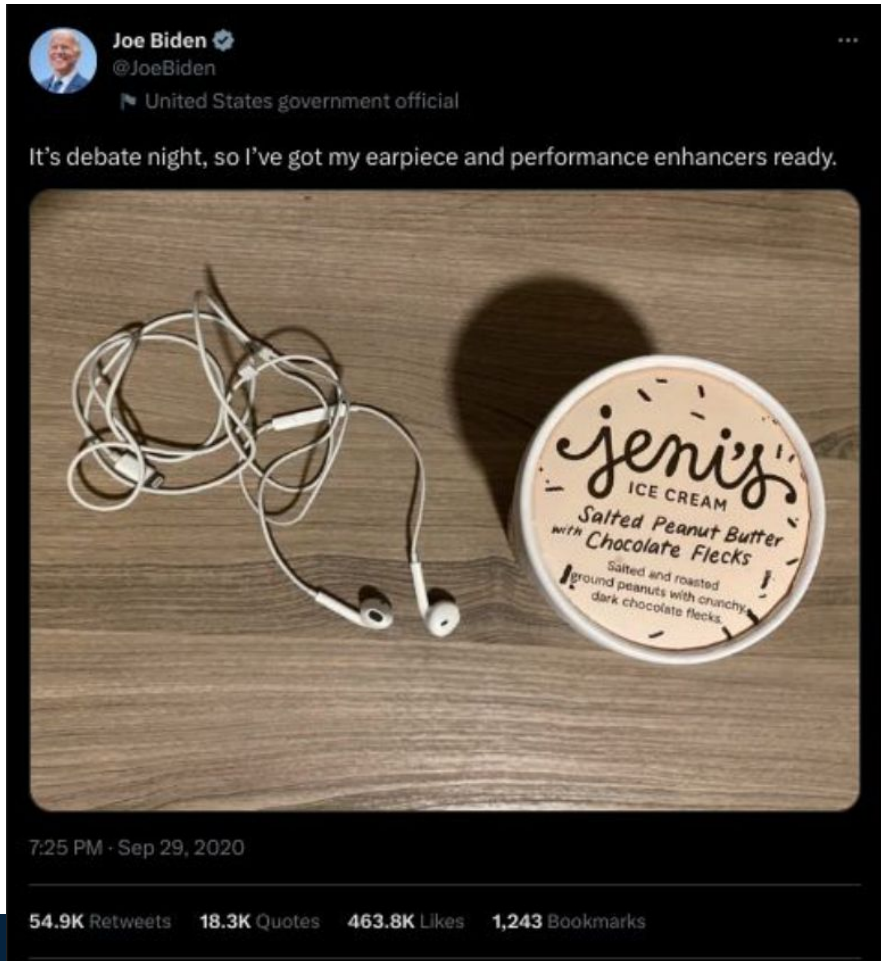 Joe Biden
@JoeBiden
United States government official
It’s debate night, so I’ve got my earpiece and performance enhancers ready.
jeni's
ICE CREAM
Salted Peanut Butter
with Chocolate Flecks
Salted and roasted
ground peanuts with crunchy
dark chocolate flecks.
7:25 PM · Sep 29, 2020
54.9K Retweets 18.3K Quotes 463.8K Likes 1,243 Bookmarks